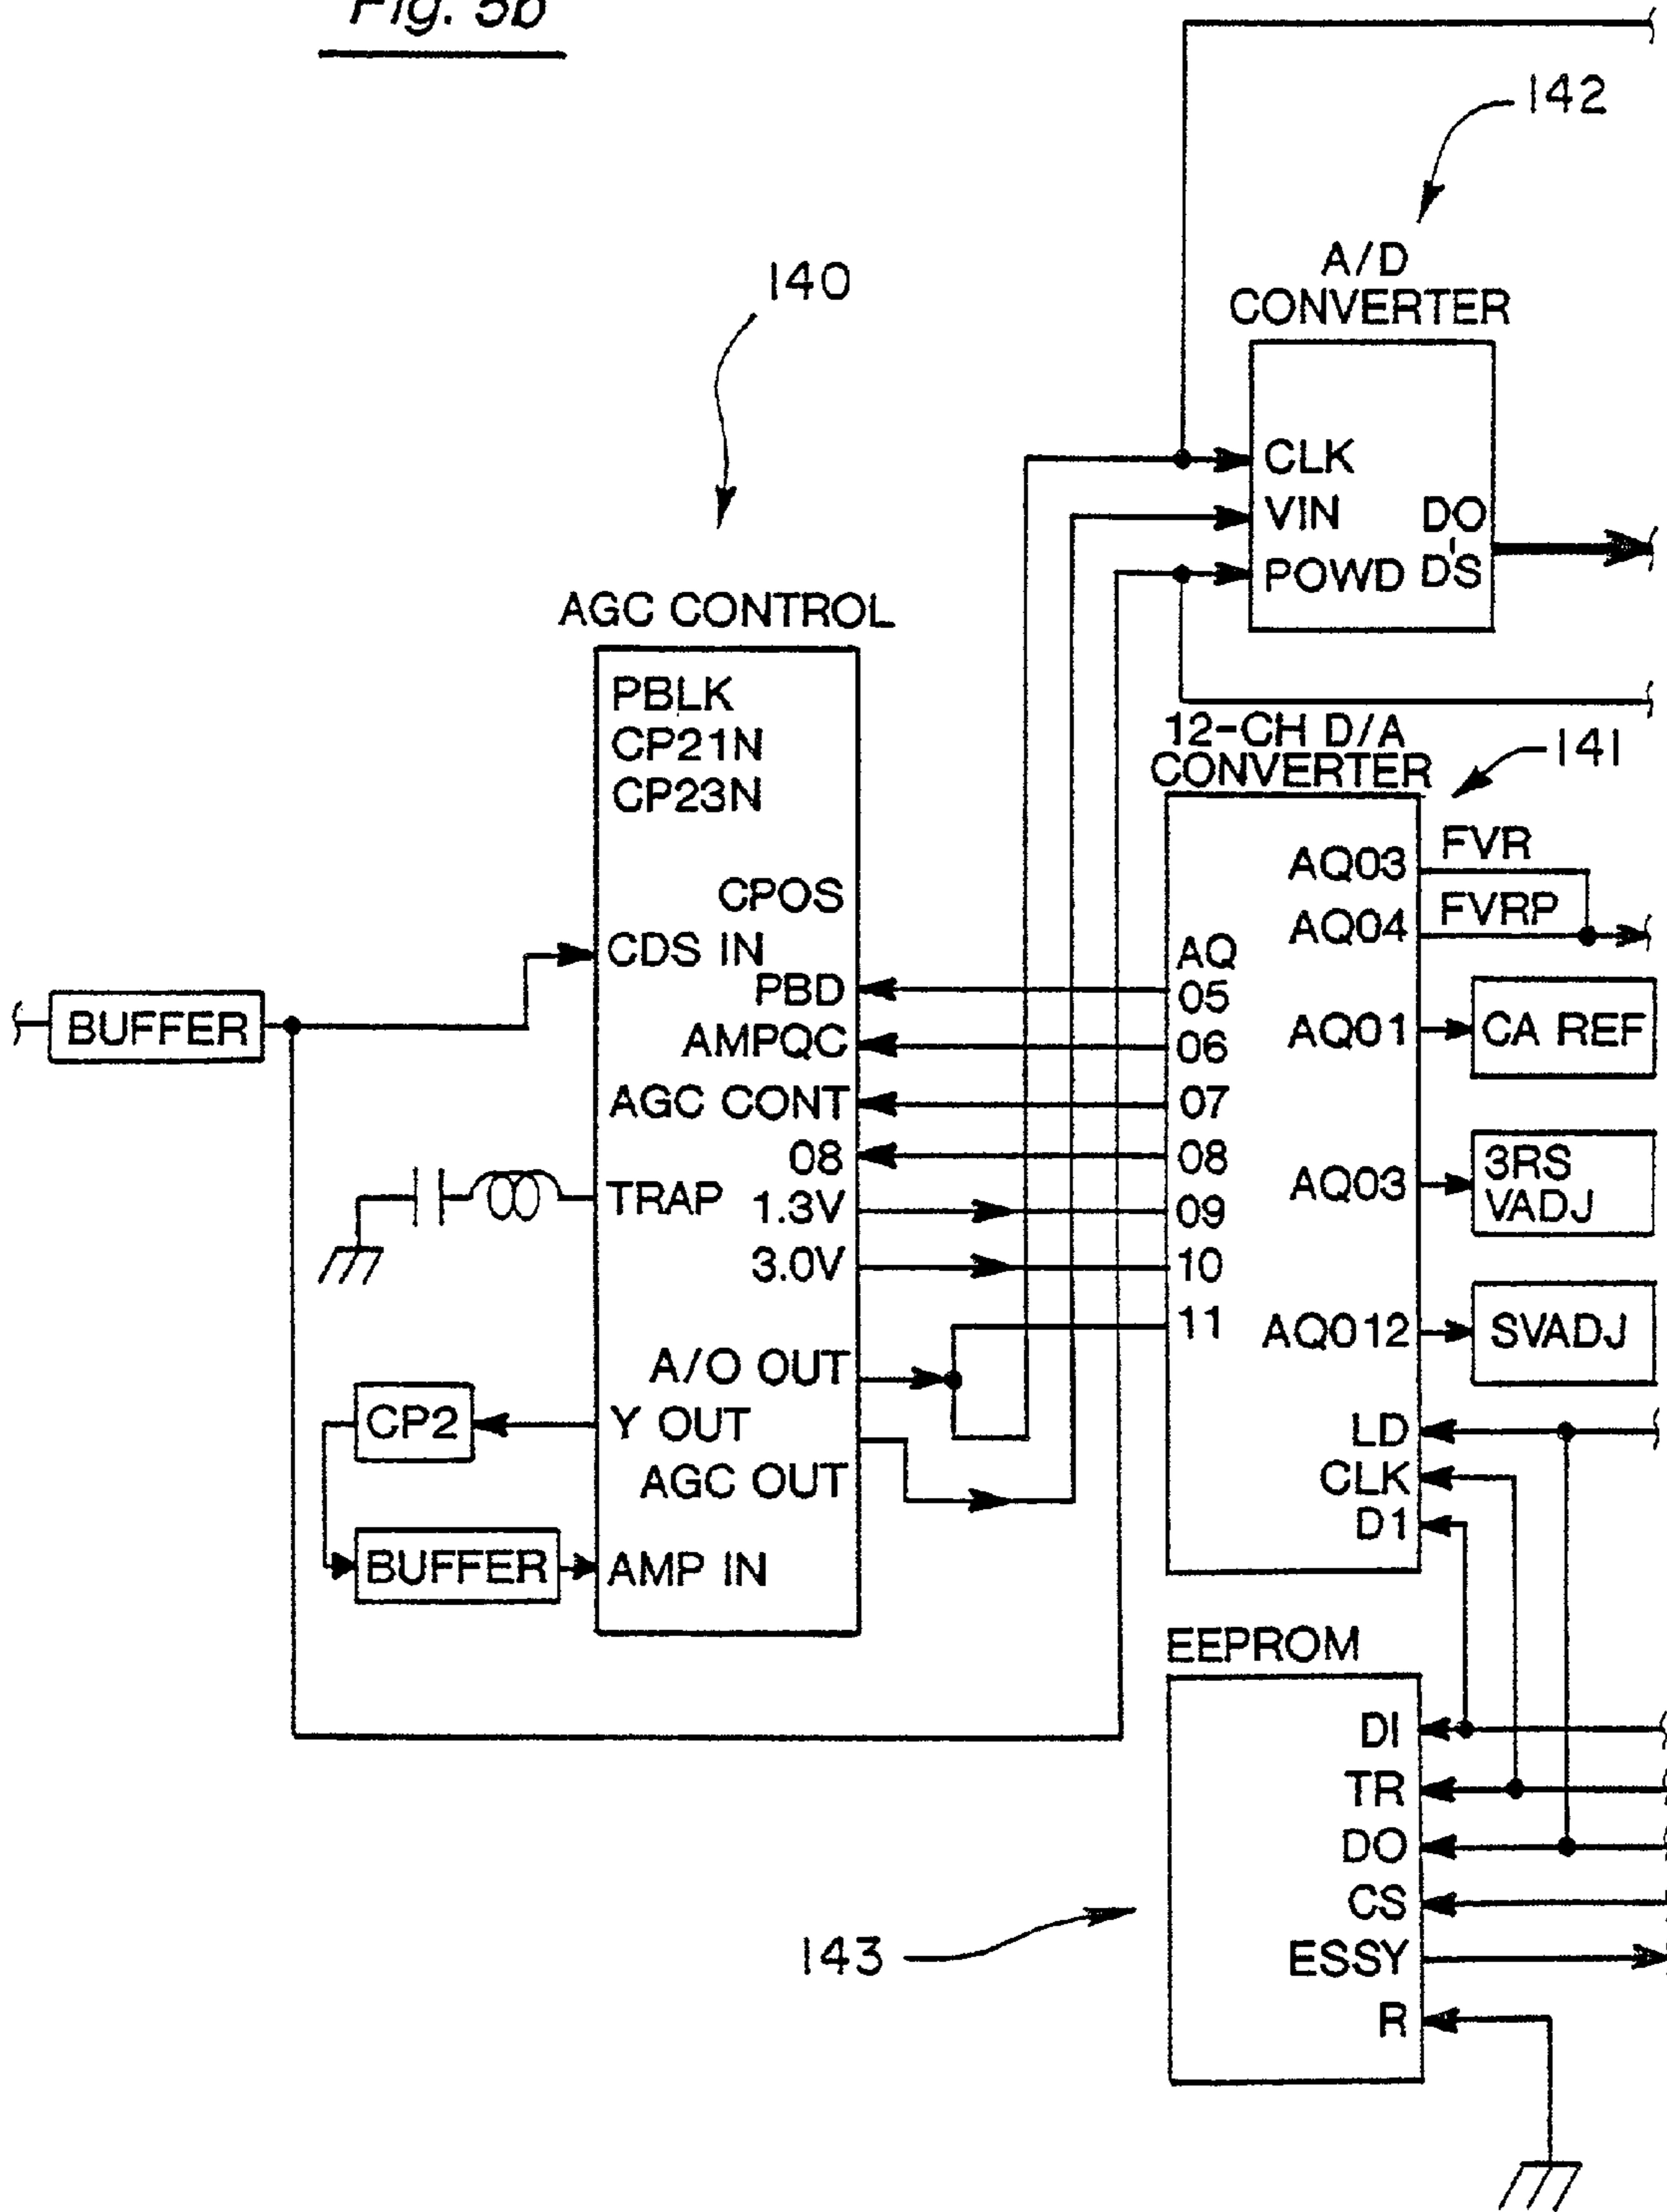 Fig. 5b
142
A/D
CONVERTER
CLK
VIN
POWD
DO
D'S
140
AGC CONTROL
PBLK
CP21N
CP23N
CPOS
CDS IN
PBD
AMPQC
AGC CONT
08
TRAP
1.3V
3.0V
A/O OUT
Y OUT
AGC OUT
AMP IN
BUFFER
CP2
BUFFER
12-CH D/A
CONVERTER
141
AQ
05
06
07
08
09
10
11
AQ03
FVR
AQ04
FVRP
AQ01
CA REF
AQ03
3RS
VADJ
AQ012
SVADJ
LD
CLK
D1
EEPROM
DI
TR
DO
CS
ESSY
R
143